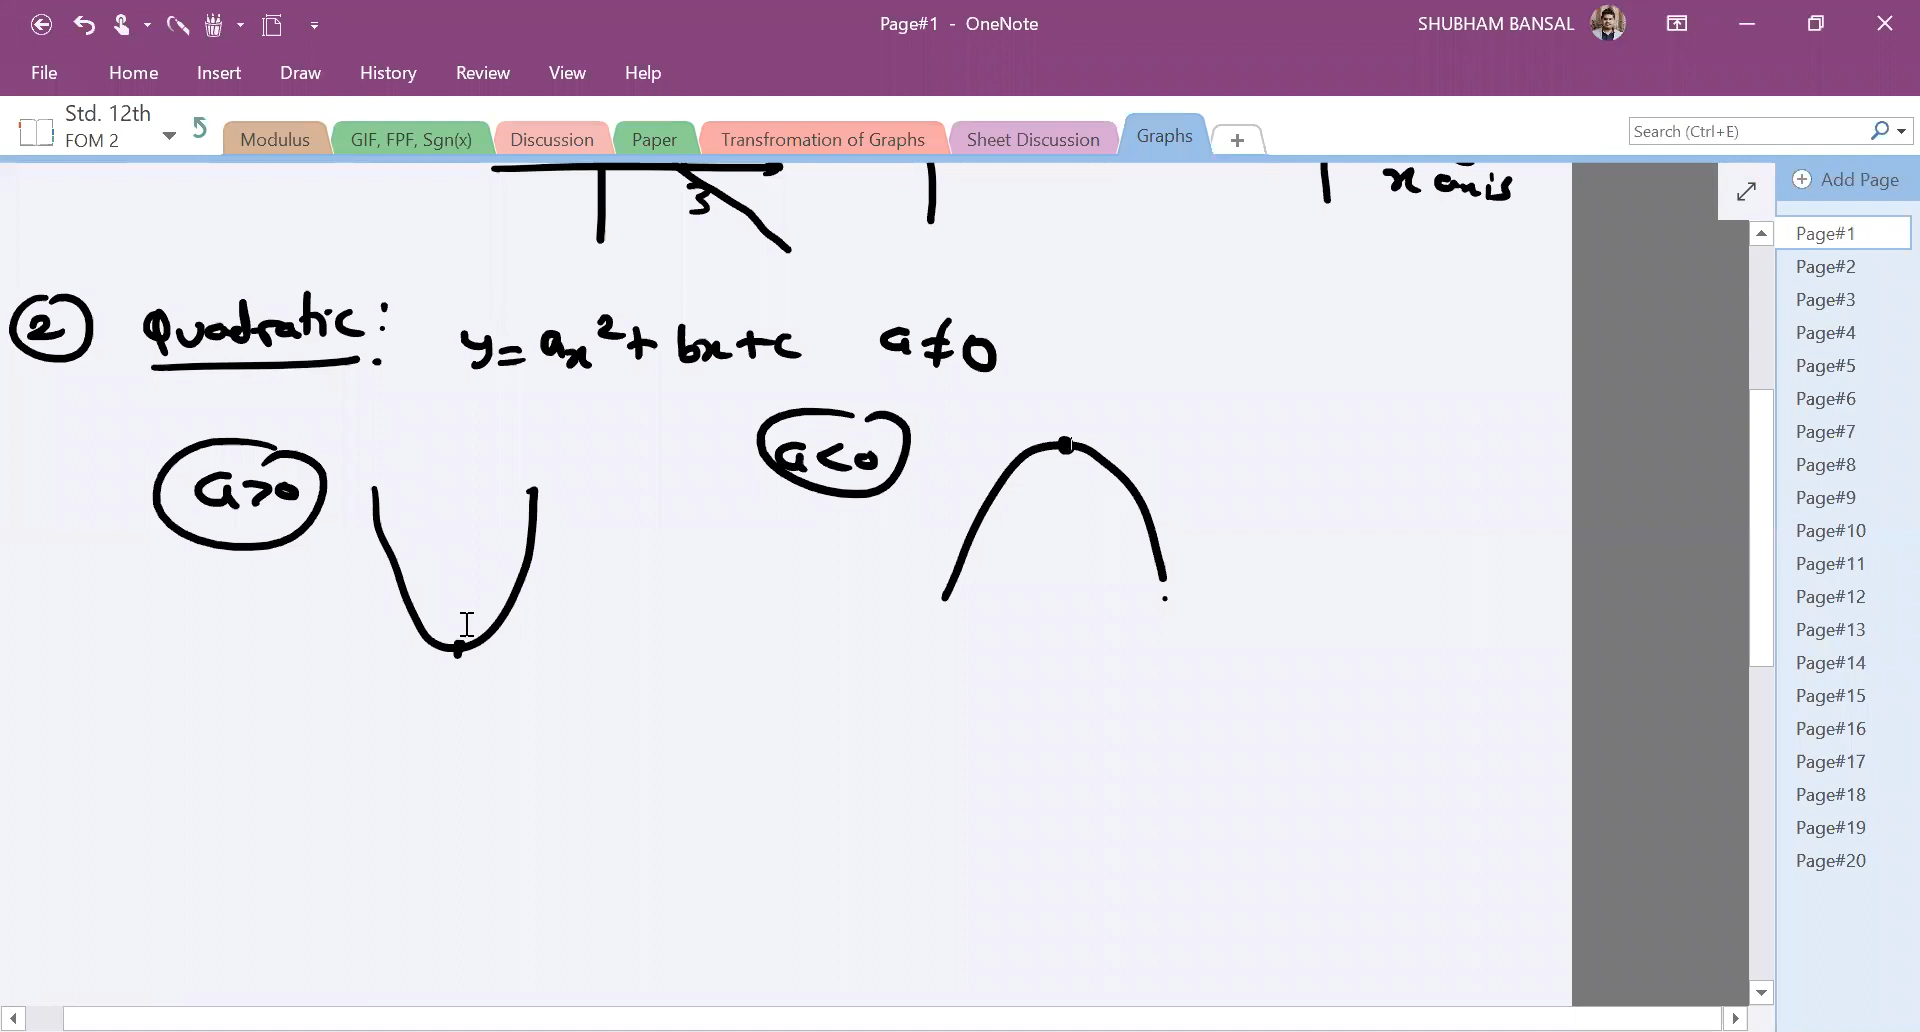 Page#1 - OneNote
SHUBHAM BANSAL
File Home Insert Draw History Review View Help
Std. 12th
FOM 2
Modulus GIF, FPF, Sgn(x) Discussion Paper Transfromation of Graphs Sheet Discussion Graphs +
Search (Ctrl+E)
Add Page
Page#1
Page#2
Page#3
Page#4
Page#5
Page#6
Page#7
Page#8
Page#9
Page#10
Page#11
Page#12
Page#13
Page#14
Page#15
Page#16
Page#17
Page#18
Page#19
Page#20
3
x axis
2 Quadratic: y = ax² + bx + c a ≠ 0
a > 0 a < 0